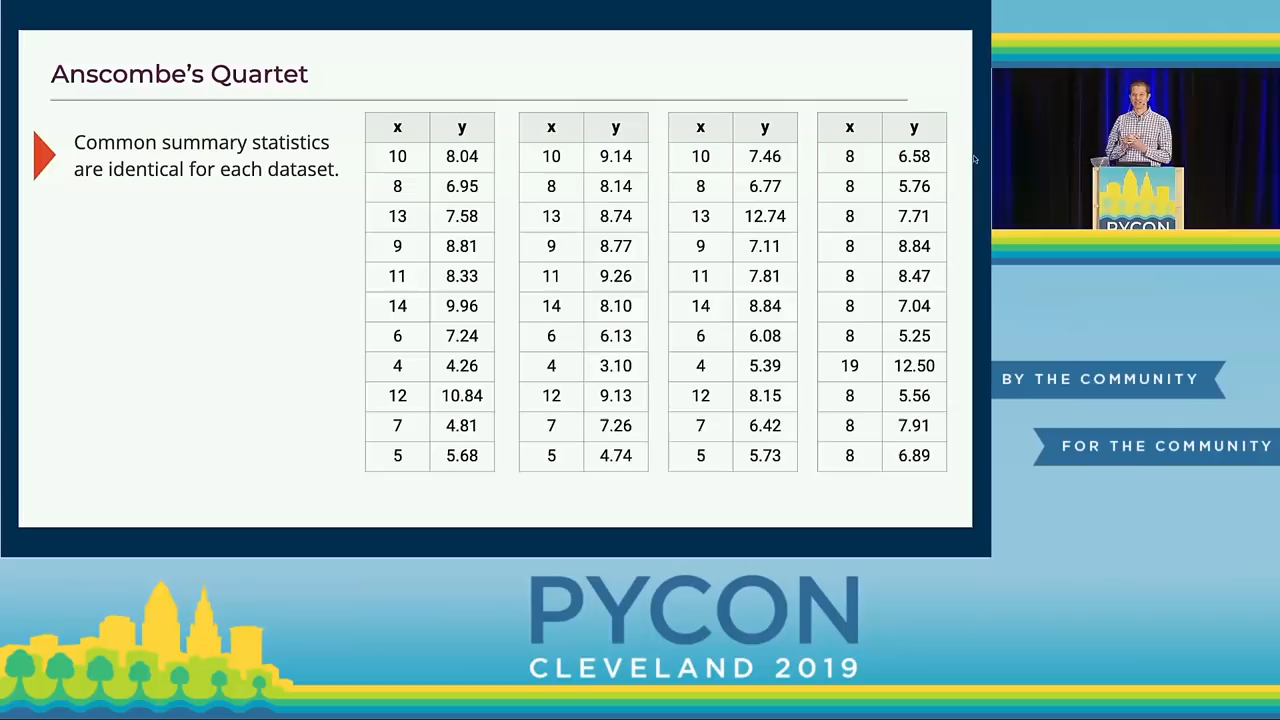 Anscombe's Quartet
Common summary statistics
are identical for each dataset.
x y x y x y x y
10 8.04 10 9.14 10 7.46 8 6.58
8 6.95 8 8.14 8 6.77 8 5.76
13 7.58 13 8.74 13 12.74 8 7.71
9 8.81 9 8.77 9 7.11 8 8.84
11 8.33 11 9.26 11 7.81 8 8.47
14 9.96 14 8.10 14 8.84 8 7.04
6 7.24 6 6.13 6 6.08 8 5.25
4 4.26 4 3.10 4 5.39 19 12.50
12 10.84 12 9.13 12 8.15 8 5.56
7 4.81 7 7.26 7 6.42 8 7.91
5 5.68 5 4.74 5 5.73 8 6.89
PYCON
BY THE COMMUNITY
FOR THE COMMUNITY
PYCON
CLEVELAND 2019